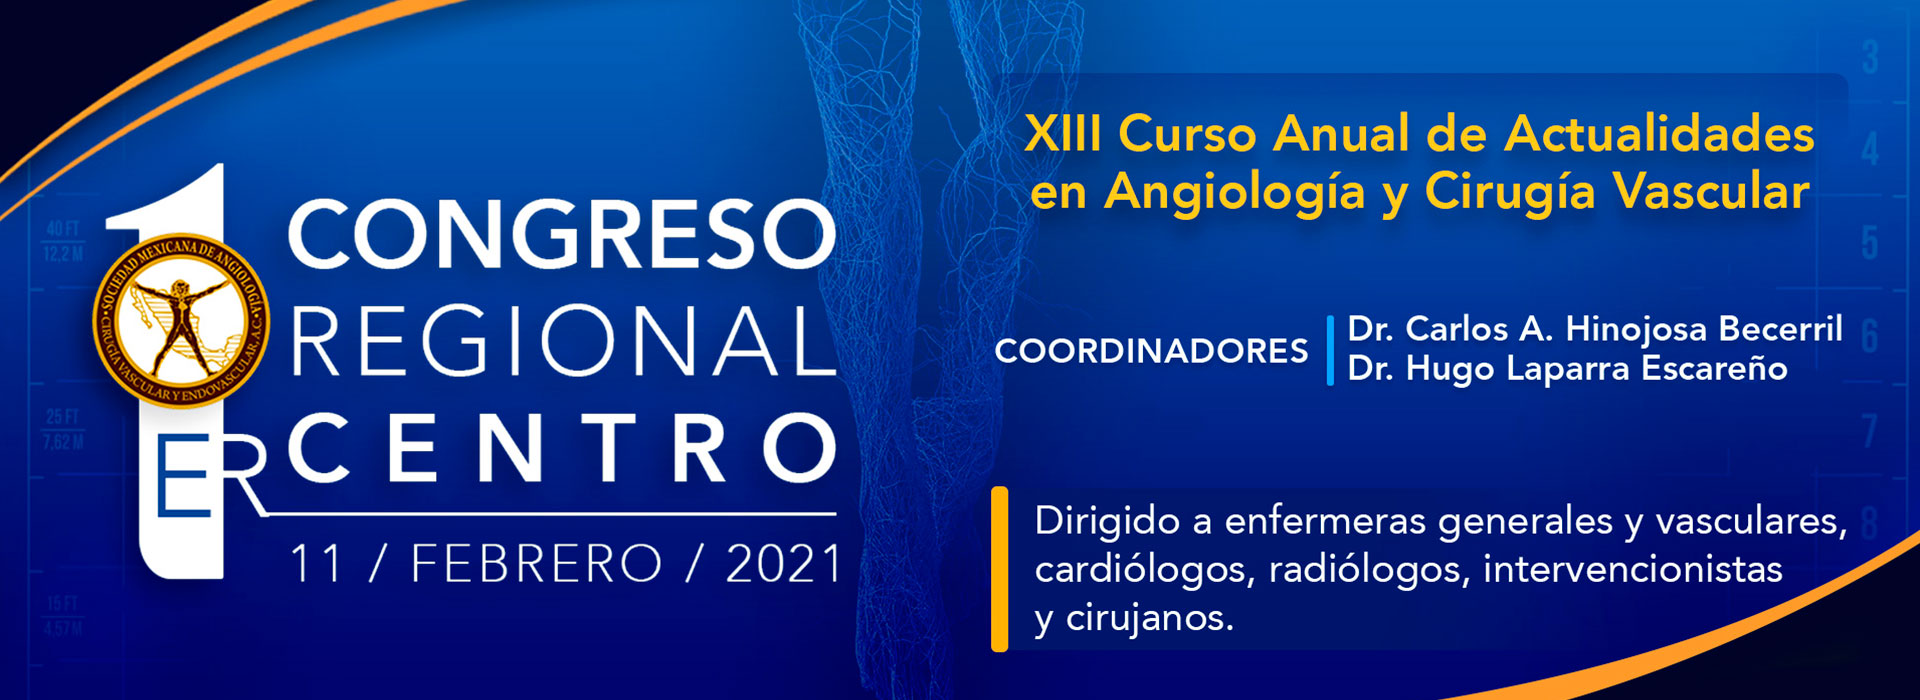 1
ER
CONGRESO
REGIONAL
CENTRO
11 / FEBRERO / 2021
SOCIEDAD MEXICANA DE ANGIOLOGÍA
CIRUGÍA VASCULAR Y ENDOVASCULAR, A.C.
XIII Curso Anual de Actualidades
en Angiología y Cirugía Vascular
COORDINADORES
Dr. Carlos A. Hinojosa Becerril
Dr. Hugo Laparra Escareño
Dirigido a enfermeras generales y vasculares,
cardiólogos, radiólogos, intervencionistas
y cirujanos.
40 FT
12,2 M
25 FT
7,62 M
15 FT
4,57 M
3
4
5
6
7
8